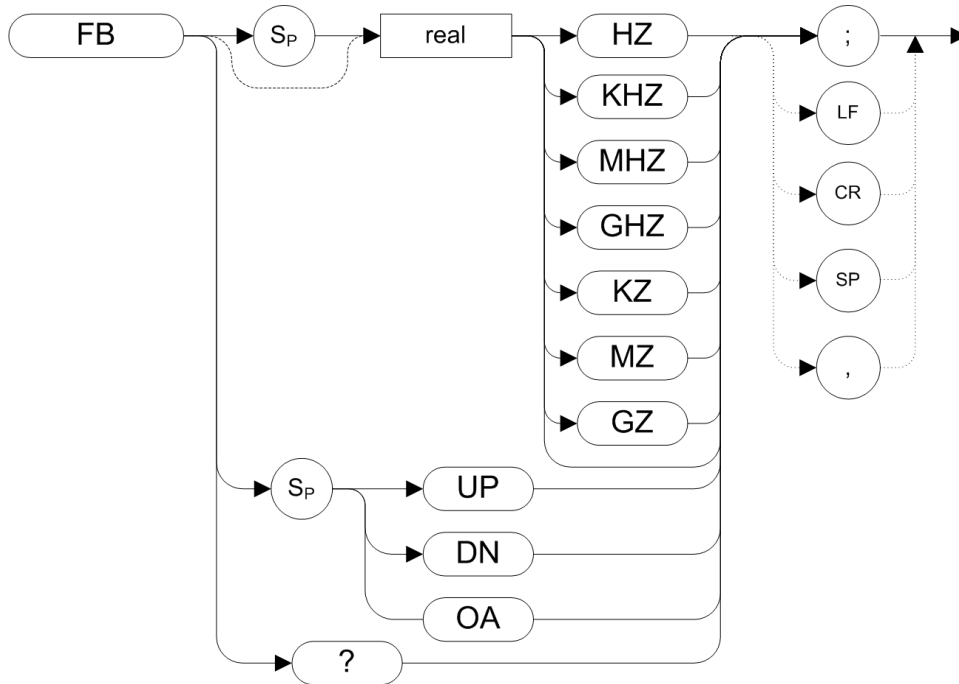 FB SP real HZ ;
KHZ LF
MHZ CR
GHZ SP
KZ
MZ ,
GZ
SP UP
DN
OA
?